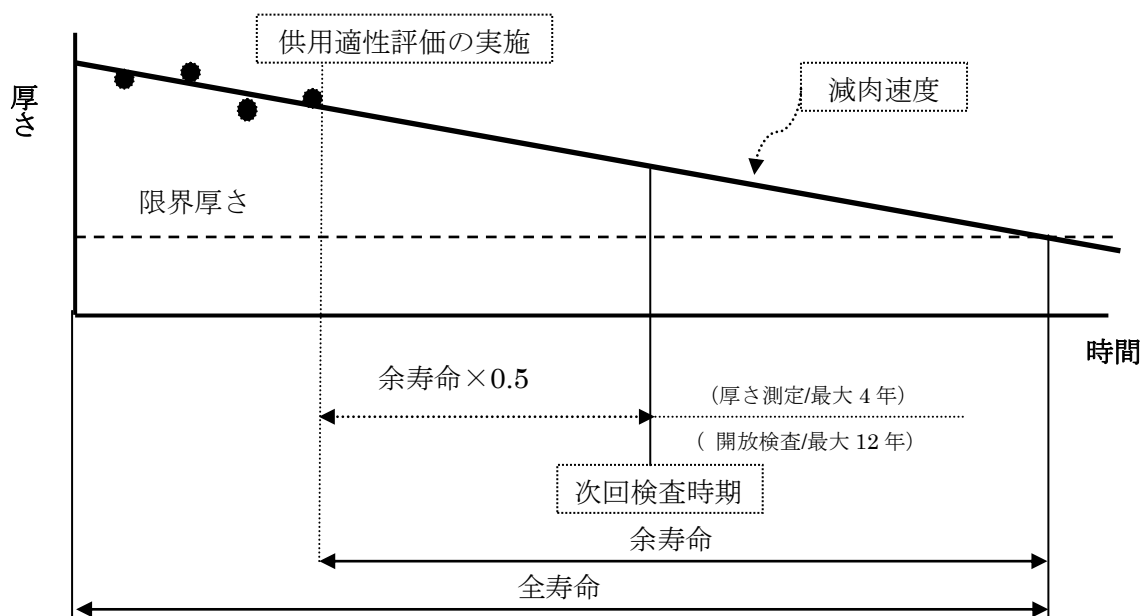 供用適性評価の実施
厚さ
減肉速度
限界厚さ
時間
余寿命×0.5
（厚さ測定/最大 4 年）
（ 開放検査/最大 12 年）
次回検査時期
余寿命
全寿命